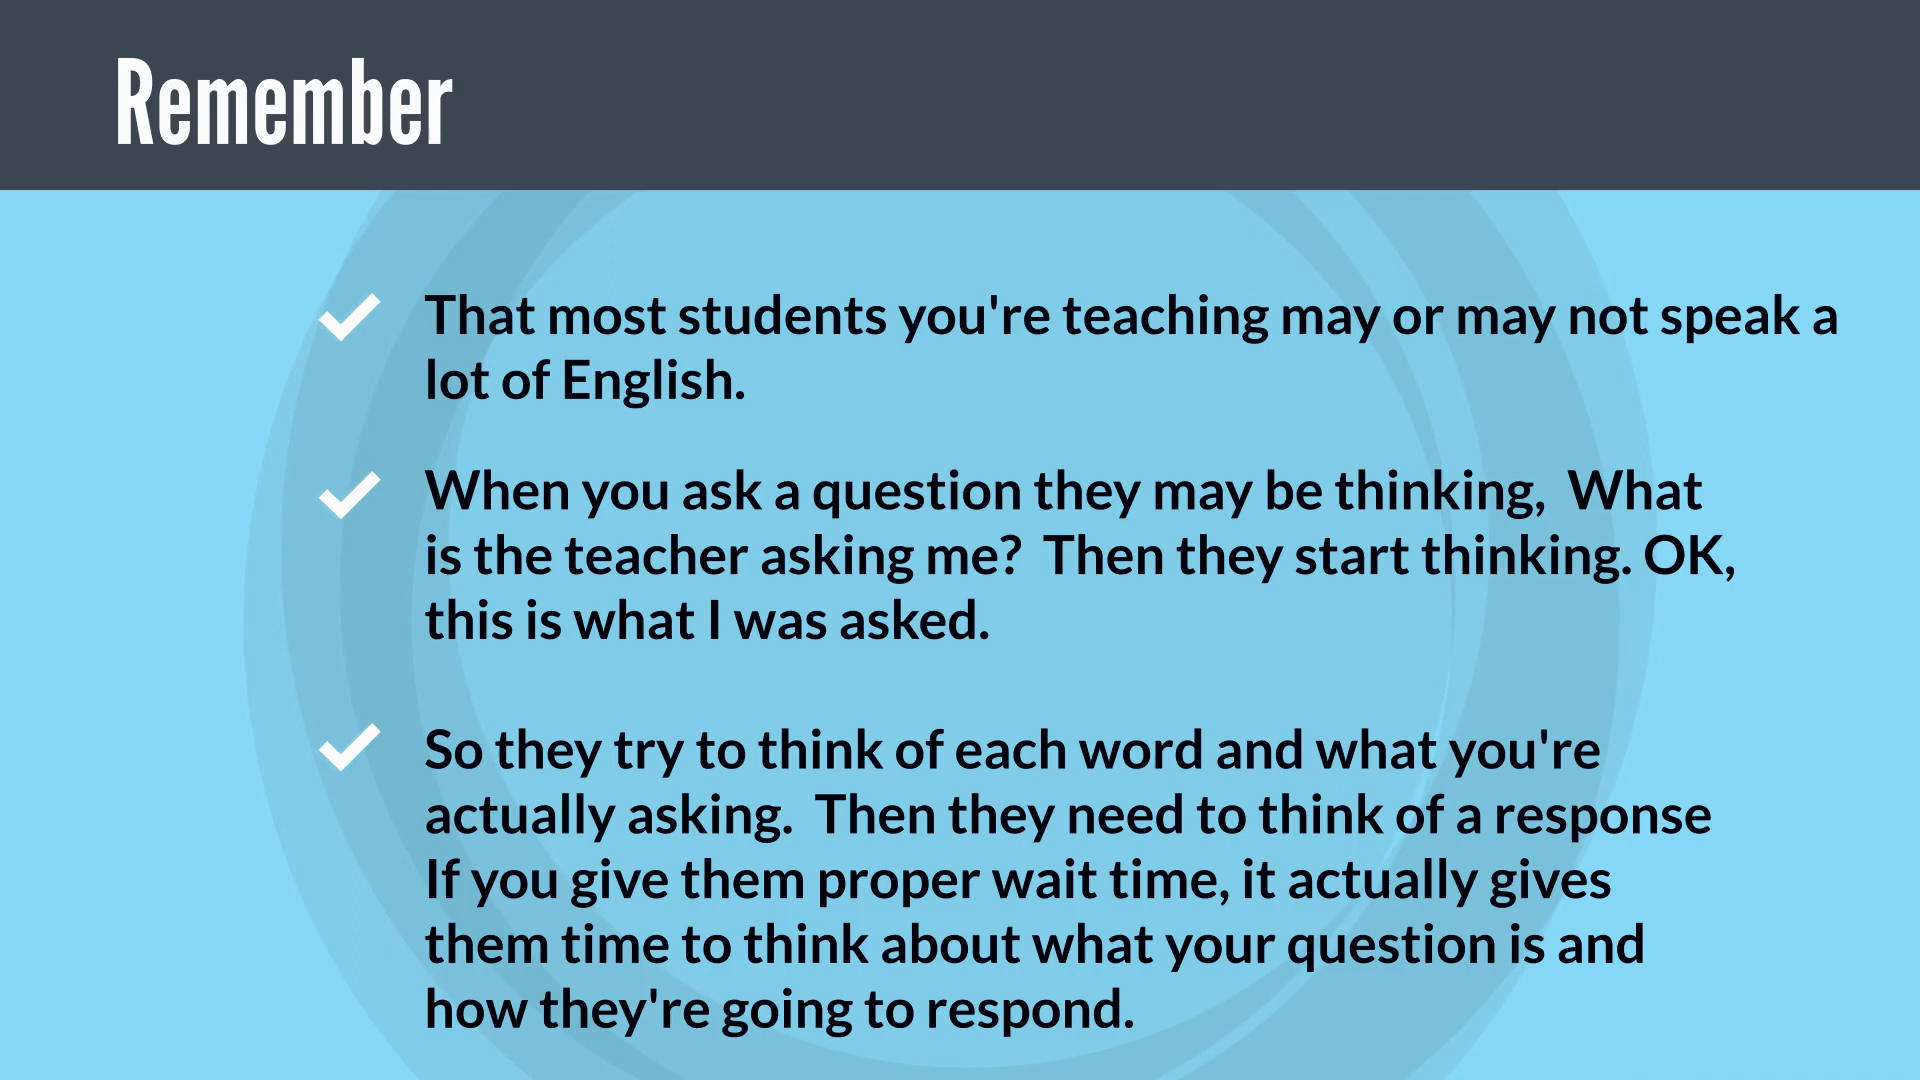 Remember
That most students you're teaching may or may not speak a
lot of English.
When you ask a question they may be thinking,  What
is the teacher asking me?  Then they start thinking. OK,
this is what I was asked.
So they try to think of each word and what you're
actually asking.  Then they need to think of a response
If you give them proper wait time, it actually gives
them time to think about what your question is and
how they're going to respond.